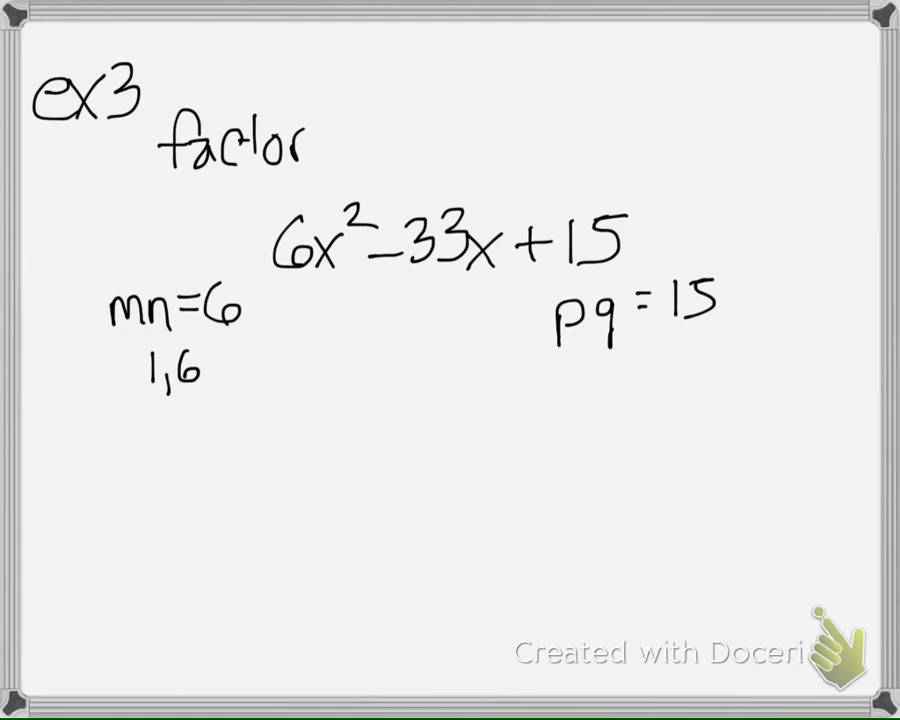 ex3
factor
6x²-33x+15
mn=6
pq=15
1,6
Created with Doceri